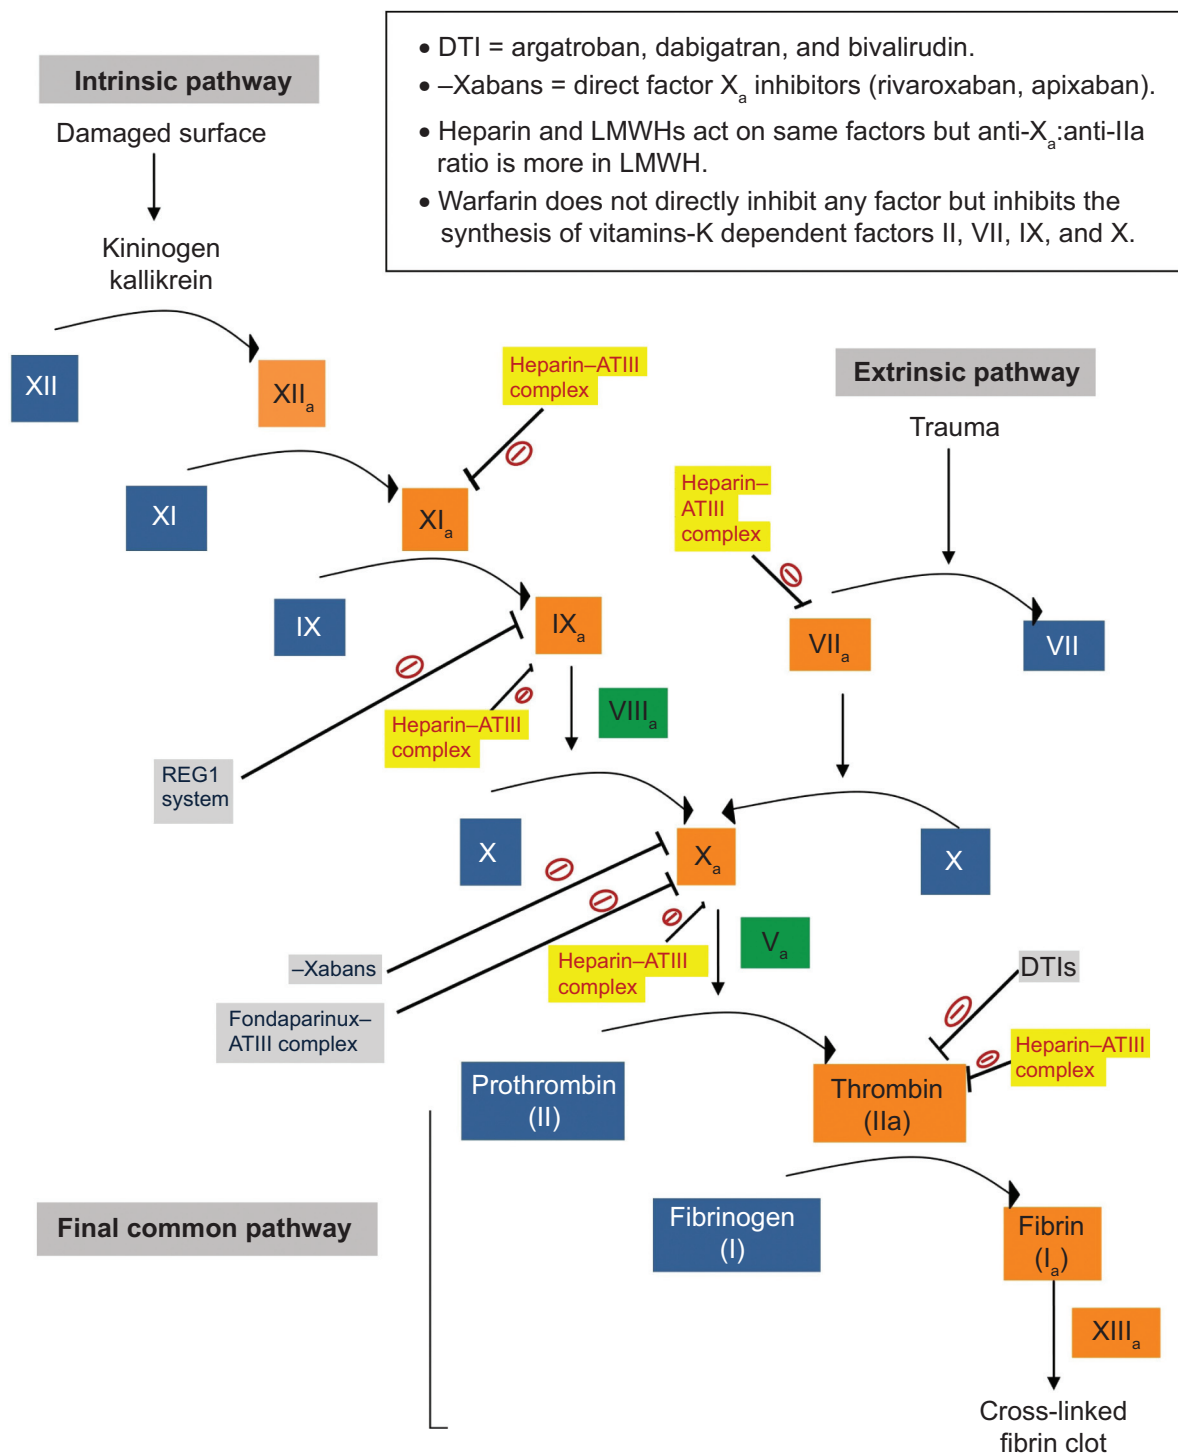 • DTI = argatroban, dabigatran, and bivalirudin.
• –Xabans = direct factor Xₐ inhibitors (rivaroxaban, apixaban).
• Heparin and LMWHs act on same factors but anti-Xₐ:anti-IIa
ratio is more in LMWH.
• Warfarin does not directly inhibit any factor but inhibits the
synthesis of vitamins-K dependent factors II, VII, IX, and X.
Intrinsic pathway
Damaged surface
Kininogen
kallikrein
XII
XIIₐ
Heparin–ATIII
complex
Extrinsic pathway
Trauma
XI
XIₐ
Heparin–
ATIII
complex
IX
IXₐ
VIIₐ
VII
Heparin–ATIII
complex
VIIIₐ
REG1
system
X
Xₐ
X
–Xabans
Heparin–ATIII
complex
Vₐ
Fondaparinux–
ATIII complex
DTIs
Heparin–ATIII
complex
Prothrombin
(II)
Thrombin
(IIa)
Final common pathway
Fibrinogen
(I)
Fibrin
(Iₐ)
XIIIₐ
Cross-linked
fibrin clot